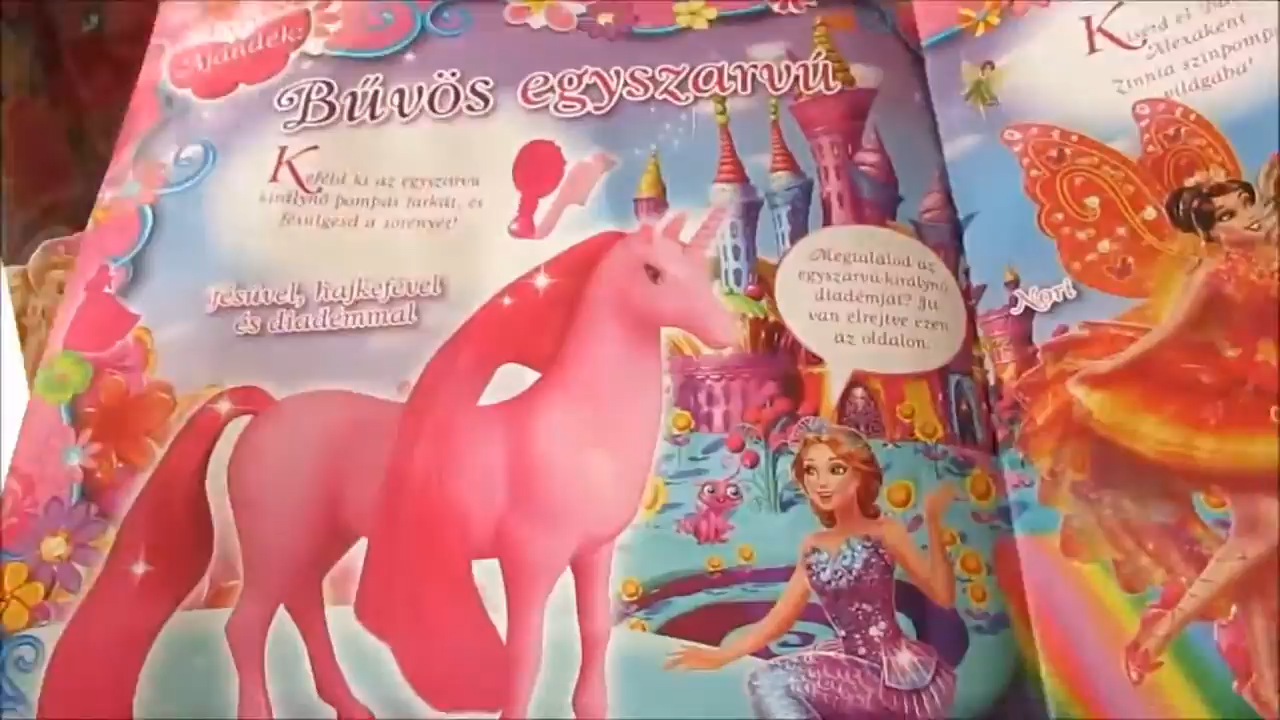 Ajándék:
Bűvös egyszarvú
Keféld ki az egyszarvú
királynő pompás farkát, és
fésülgesd a sörényét!
fésűvel, hajkefével
és diadémmal
Megtalálod az
egyszarvú-királynő
diadémját? Itt
van elrejtve ezen
az oldalon.
Kísérd el
Alexaként
Zinnia színpompás
világába!
Nori